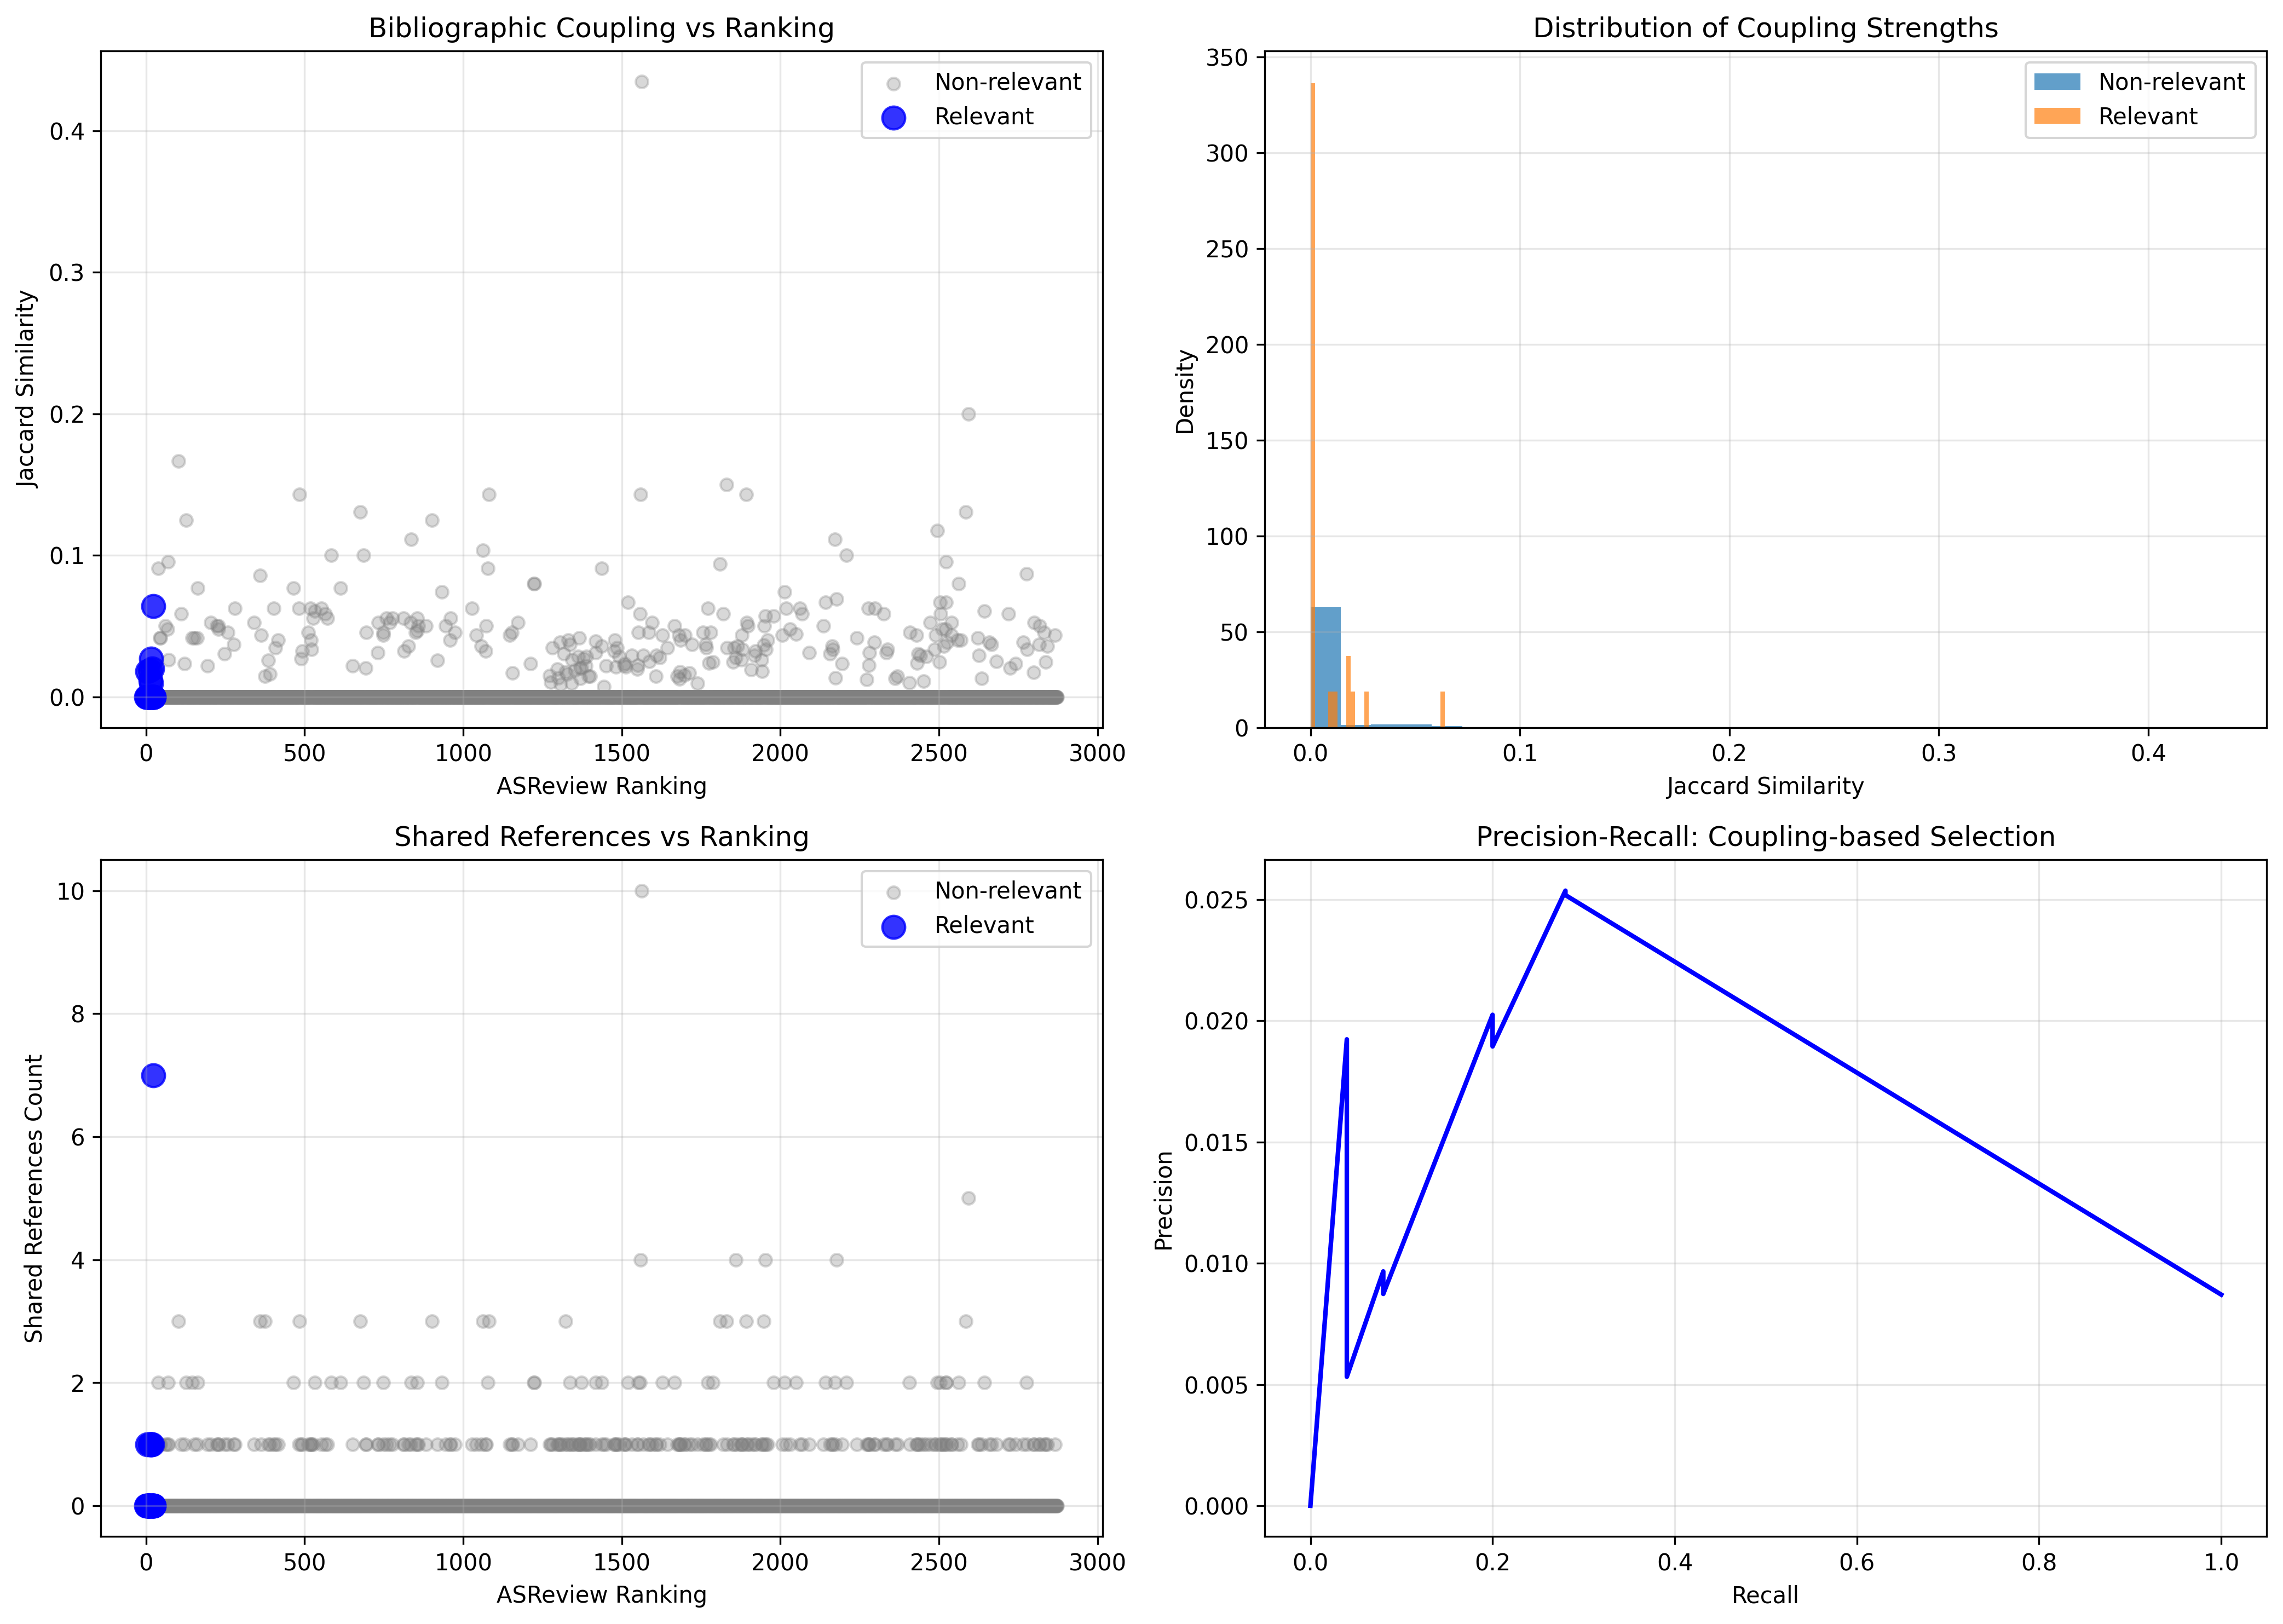 Bibliographic Coupling vs Ranking
Jaccard Similarity
0.4
0.3
0.2
0.1
0.0
Non-relevant
Relevant
0 500 1000 1500 2000 2500 3000
ASReview Ranking
Distribution of Coupling Strengths
Density
350
300
250
200
150
100
50
0
Non-relevant
Relevant
0.0 0.1 0.2 0.3 0.4
Jaccard Similarity
Shared References vs Ranking
Shared References Count
10
8
6
4
2
0
Non-relevant
Relevant
0 500 1000 1500 2000 2500 3000
ASReview Ranking
Precision-Recall: Coupling-based Selection
Precision
0.025
0.020
0.015
0.010
0.005
0.000
0.0 0.2 0.4 0.6 0.8 1.0
Recall